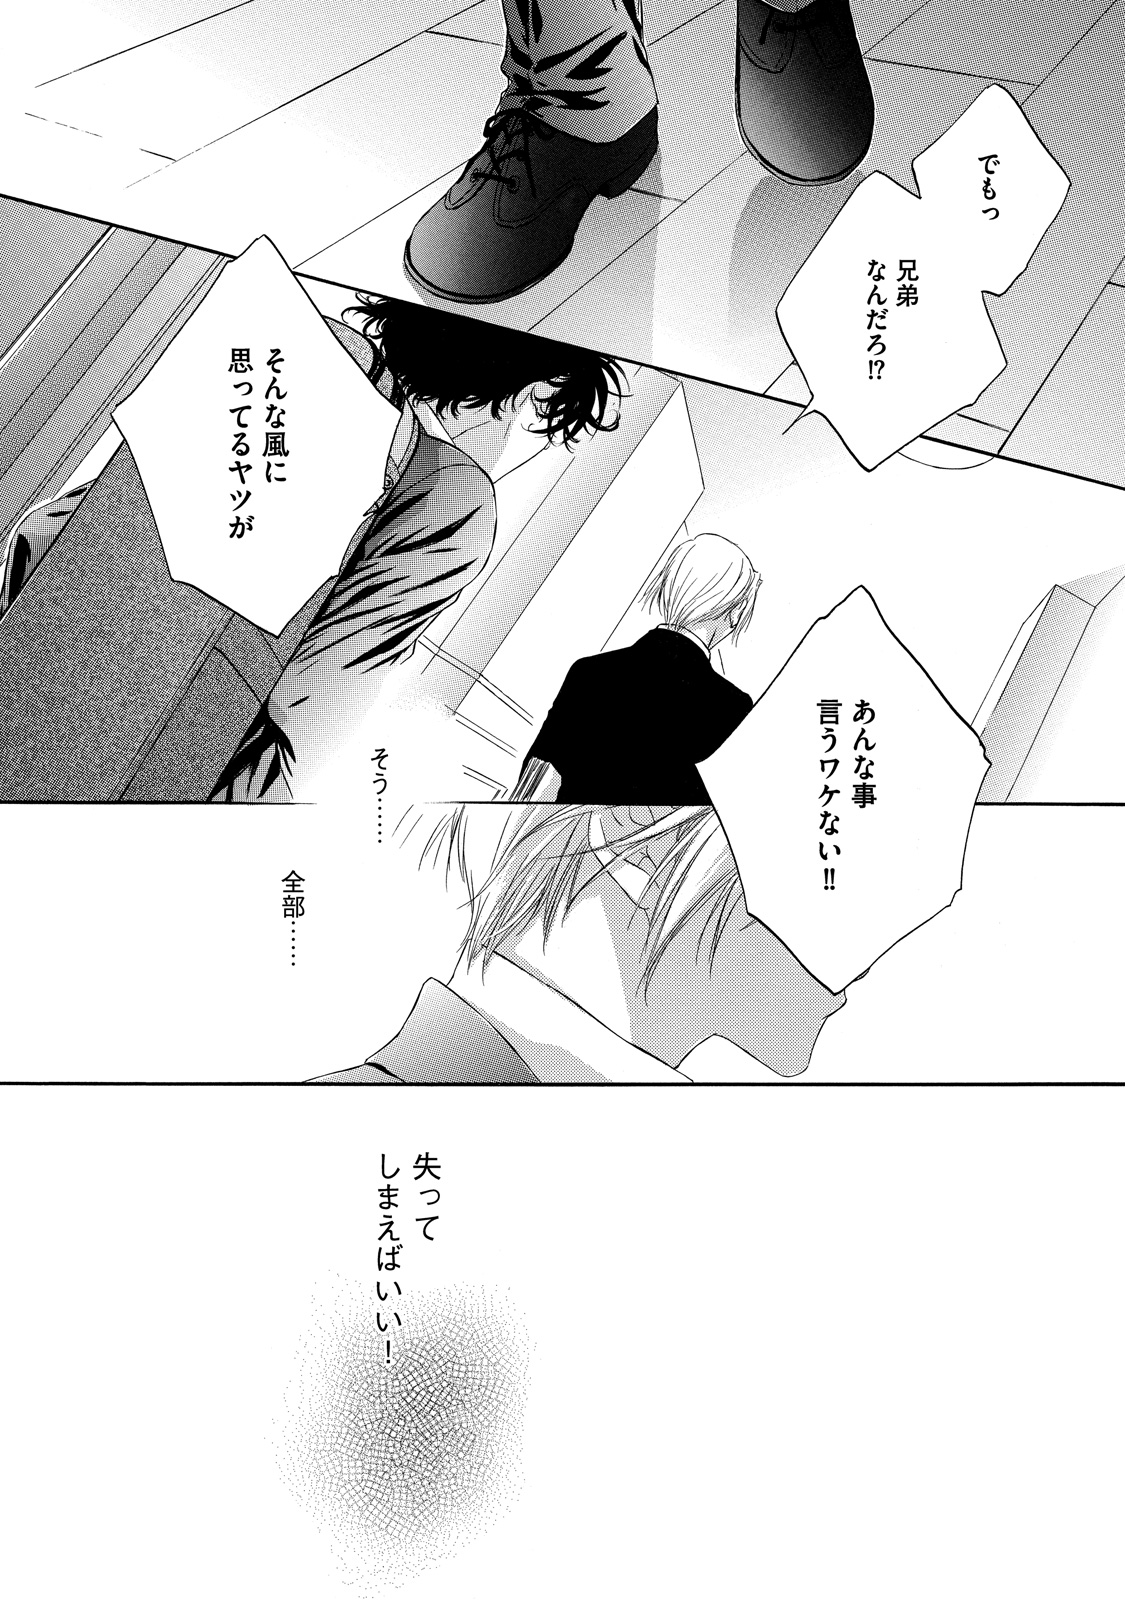 でもっ
兄弟
なんだろ!?
あんな事
言うワケない!!
そんな風に
思ってるヤツが
そう……
全部……
失って
しまえばいい！